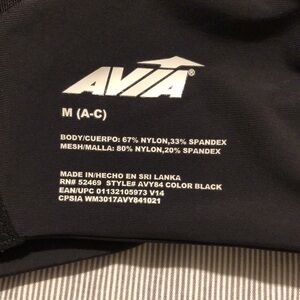 AVIA®
M (A-C)
BODY/CUERPO: 67% NYLON,33% SPANDEX
MESH/MALLA: 80% NYLON,20% SPANDEX
MADE IN/HECHO EN SRI LANKA
RN# 52469 STYLE# AVY84 COLOR BLACK
EAN/UPC 01132105973 V14
CPSIA WM3017AVY841021